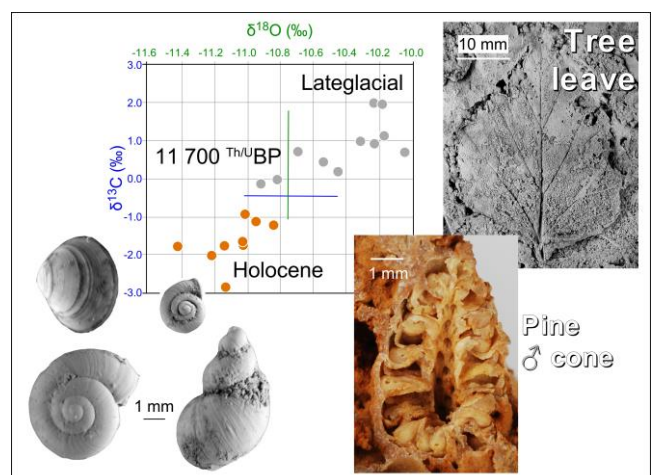 δ¹⁸O (‰)
-11.6 -11.4 -11.2 -11.0 -10.8 -10.6 -10.4 -10.2 -10.0
3.0
2.0
1.0
0.0
-1.0
-2.0
-3.0
δ¹³C (‰)
Lateglacial
11 700 ᵀʰ/ᵁBP
Holocene
1 mm
10 mm
Tree
leave
1 mm
Pine
♂ cone